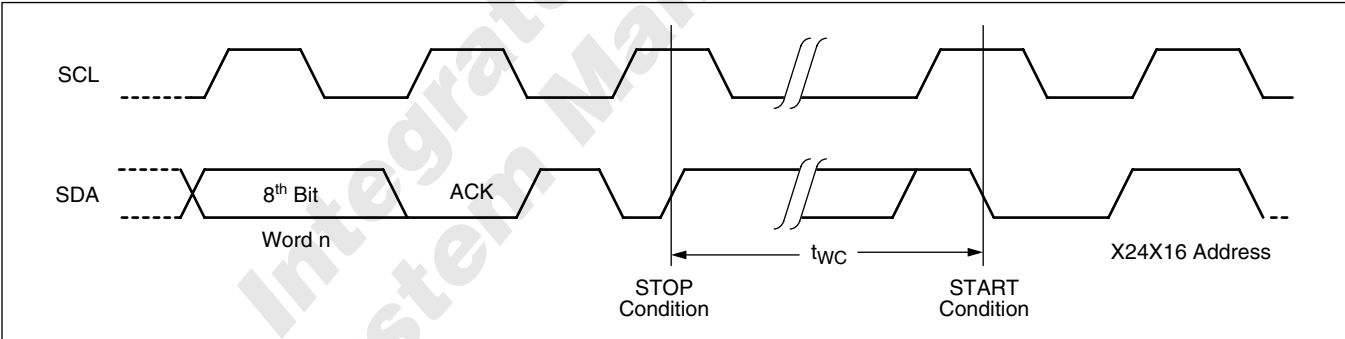 SCL
SDA
8th Bit
ACK
Word n
tWC
X24X16 Address
STOP
Condition
START
Condition